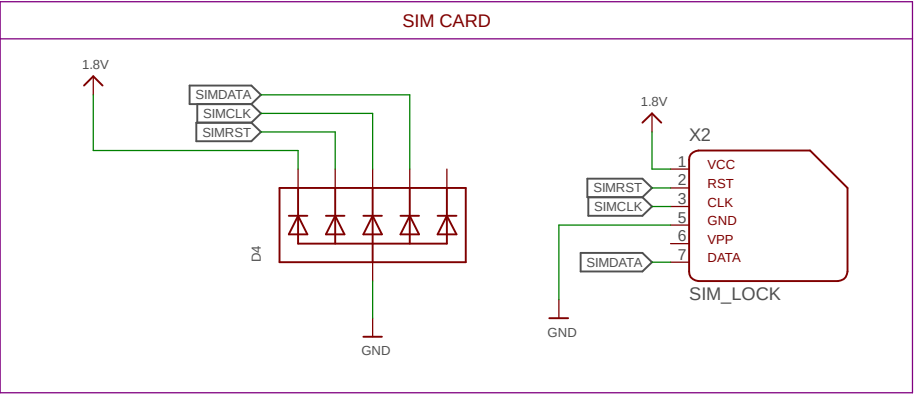 SIM CARD
1.8V
SIMDATA
SIMCLK
SIMRST
D4
GND
1.8V
X2
1 VCC
SIMRST 2 RST
SIMCLK 3 CLK
5 GND
6 VPP
SIMDATA 7 DATA
SIM_LOCK
GND